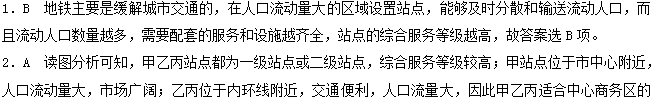 1．B　地铁主要是缓解城市交通的，在人口流动量大的区域设置站点，能够及时分散和输送流动人口，而
且流动人口数量越多，需要配套的服务和设施越齐全，站点的综合服务等级越高，故答案选 B 项。
2．A　读图分析可知，甲乙丙站点都为一级站点或二级站点，综合服务等级较高；甲站点位于市中心附近，
人口流动量大，市场广阔；乙丙位于内环线附近，交通便利，人口流量大，因此甲乙丙适合中心商务区的